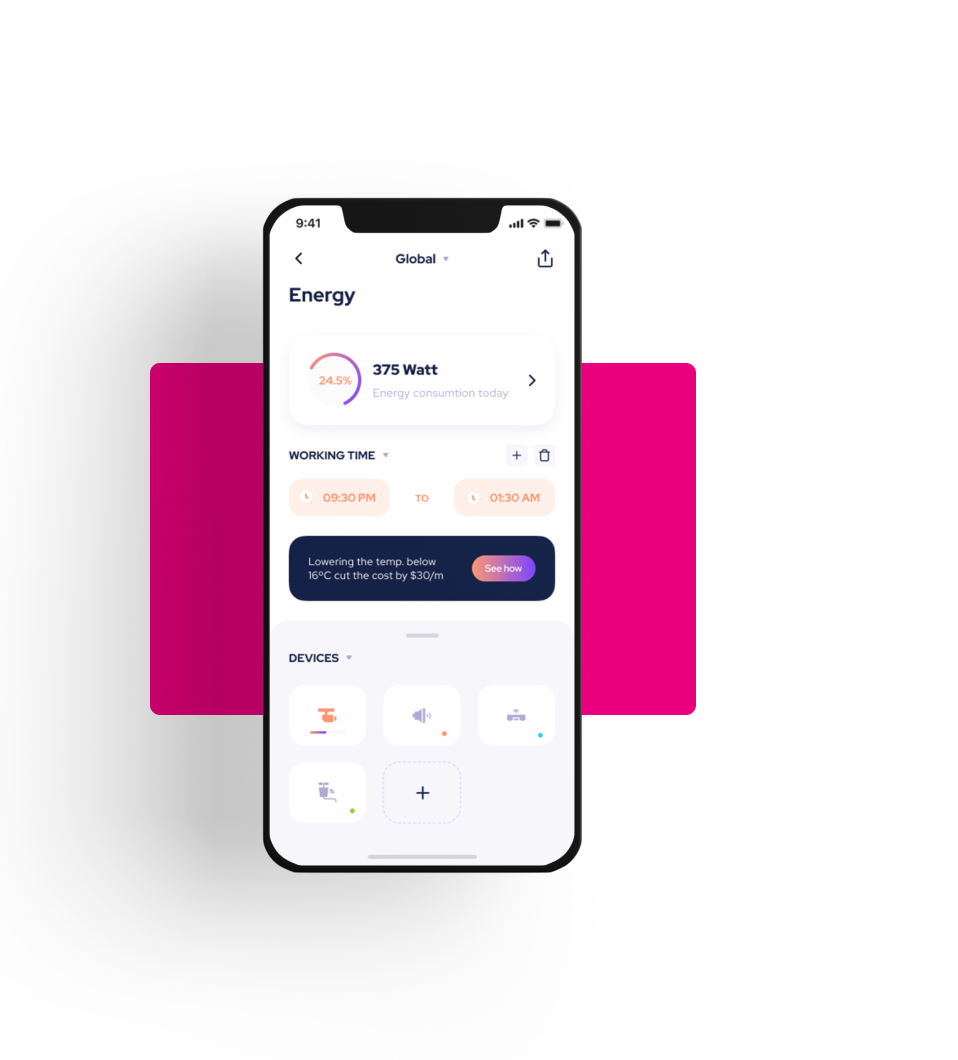 9:41
Global
Energy
24.5%
375 Watt
Energy consumtion today
WORKING TIME
09:30 PM
TO
01:30 AM
Lowering the temp. below
16ºC cut the cost by $30/m
See how
DEVICES